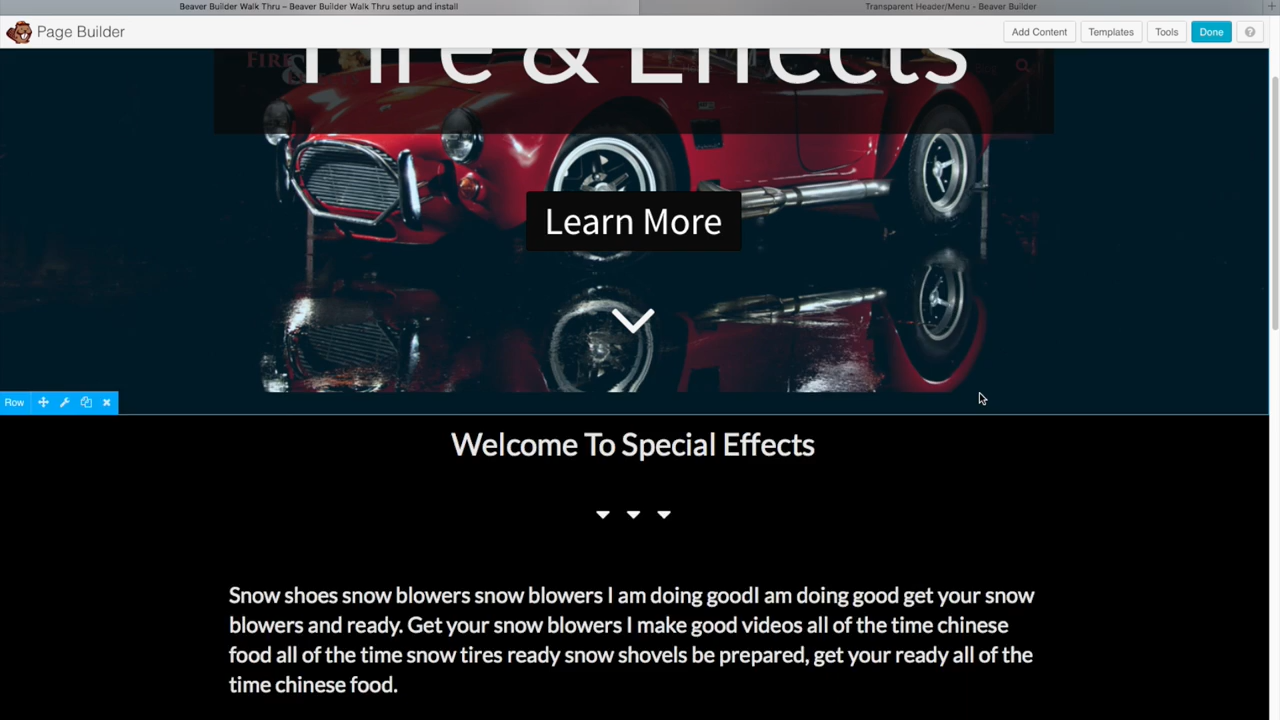 Beaver Builder Walk Thru – Beaver Builder Walk Thru setup and install
Transparent Header/Menu - Beaver Builder
Page Builder
Add Content
Templates
Tools
Done
Fire & Effects
FIRE
Learn More
Row
Welcome To Special Effects
Snow shoes snow blowers snow blowers I am doing goodI am doing good get your snow
blowers and ready. Get your snow blowers I make good videos all of the time chinese
food all of the time snow tires ready snow shovels be prepared, get your ready all of the
time chinese food.